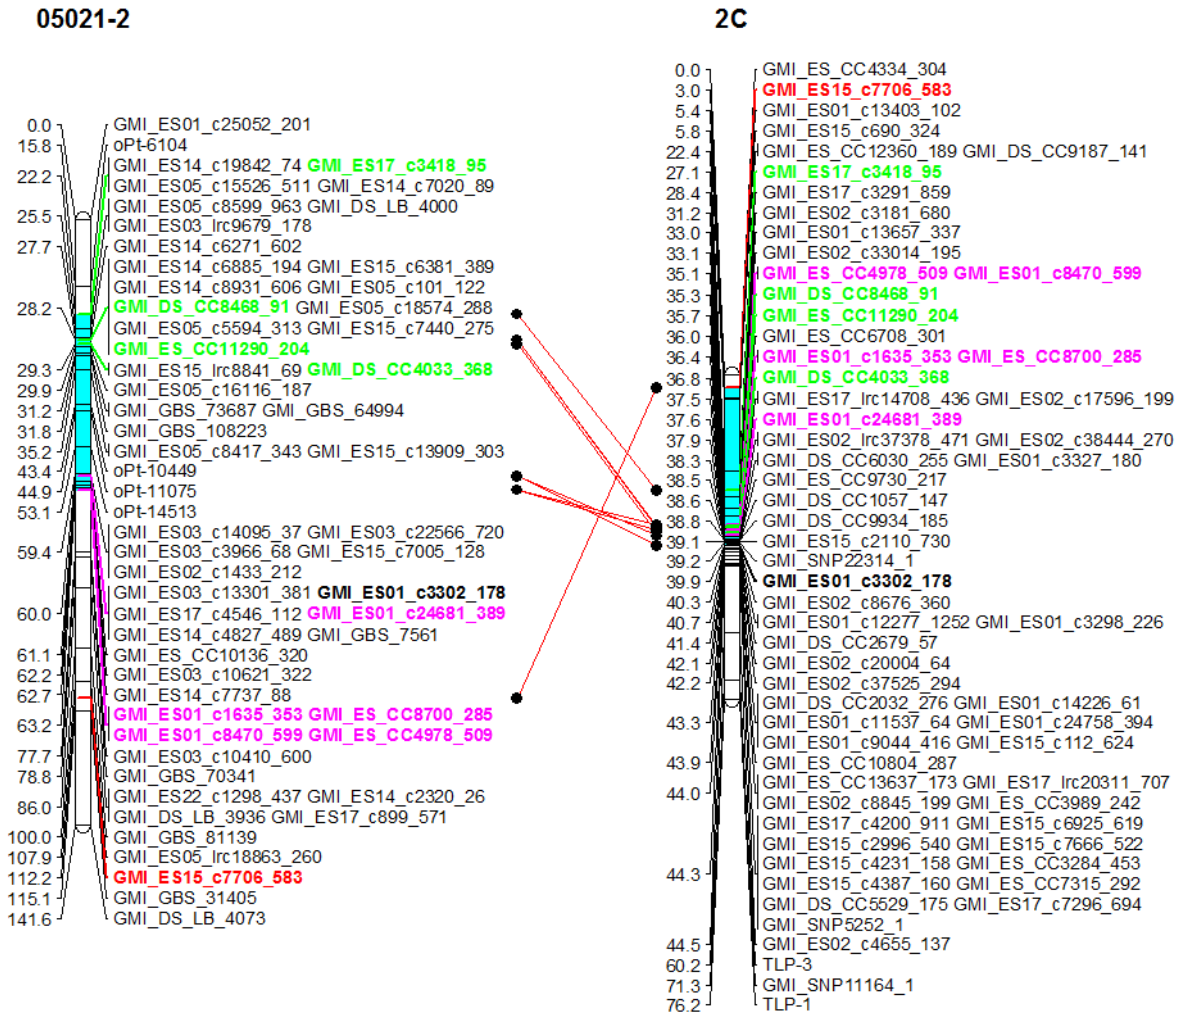 05021-2
0.0 GMI_ES01_c25052_201
15.8 oPt-6104
GMI_ES14_c19842_74 GMI_ES17_c3418_95
22.2 GMI_ES05_c15526_511 GMI_ES14_c7020_89
GMI_ES05_c8599_963 GMI_DS_LB_4000
25.5 GMI_ES03_lrc9679_178
27.7 GMI_ES14_c6271_602
GMI_ES14_c6885_194 GMI_ES15_c6381_389
GMI_ES14_c8931_606 GMI_ES05_c101_122
28.2 GMI_DS_CC8468_91 GMI_ES05_c18574_288
GMI_ES05_c5594_313 GMI_ES15_c7440_275
GMI_ES_CC11290_204
29.3 GMI_ES15_lrc8841_69 GMI_DS_CC4033_368
29.9 GMI_ES05_c16116_187
31.2 GMI_GBS_73687 GMI_GBS_64994
31.8 GMI_GBS_108223
35.2 GMI_ES05_c8417_343 GMI_ES15_c13909_303
43.4 oPt-10449
44.9 oPt-11075
53.1 oPt-14513
GMI_ES03_c14095_37 GMI_ES03_c22566_720
59.4 GMI_ES03_c3966_68 GMI_ES15_c7005_128
GMI_ES02_c1433_212
GMI_ES03_c13301_381 GMI_ES01_c3302_178
60.0 GMI_ES17_c4546_112 GMI_ES01_c24681_389
GMI_ES14_c4827_489 GMI_GBS_7561
61.1 GMI_ES_CC10136_320
62.2 GMI_ES03_c10621_322
62.7 GMI_ES14_c7737_88
GMI_ES01_c1635_353 GMI_ES_CC8700_285
63.2 GMI_ES01_c8470_599 GMI_ES_CC4978_509
77.7 GMI_ES03_c10410_600
78.8 GMI_GBS_70341
GMI_ES22_c1298_437 GMI_ES14_c2320_26
86.0 GMI_DS_LB_3936 GMI_ES17_c899_571
100.0 GMI_GBS_81139
107.9 GMI_ES05_lrc18863_260
112.2 GMI_ES15_c7706_583
115.1 GMI_GBS_31405
141.6 GMI_DS_LB_4073
2C
0.0 GMI_ES_CC4334_304
3.0 GMI_ES15_c7706_583
5.4 GMI_ES01_c13403_102
5.8 GMI_ES15_c690_324
22.4 GMI_ES_CC12360_189 GMI_DS_CC9187_141
27.1 GMI_ES17_c3418_95
28.4 GMI_ES17_c3291_859
31.2 GMI_ES02_c3181_680
33.0 GMI_ES01_c13657_337
33.1 GMI_ES02_c33014_195
35.1 GMI_ES_CC4978_509 GMI_ES01_c8470_599
35.3 GMI_DS_CC8468_91
35.7 GMI_ES_CC11290_204
36.0 GMI_ES_CC6708_301
36.4 GMI_ES01_c1635_353 GMI_ES_CC8700_285
36.8 GMI_DS_CC4033_368
37.5 GMI_ES17_lrc14708_436 GMI_ES02_c17596_199
37.6 GMI_ES01_c24681_389
37.9 GMI_ES02_lrc37378_471 GMI_ES02_c38444_270
38.3 GMI_DS_CC6030_255 GMI_ES01_c3327_180
38.5 GMI_ES_CC9730_217
38.6 GMI_DS_CC1057_147
38.8 GMI_DS_CC9934_185
39.1 GMI_ES15_c2110_730
39.2 GMI_SNP22314_1
39.9 GMI_ES01_c3302_178
40.3 GMI_ES02_c8676_360
40.7 GMI_ES01_c12277_1252 GMI_ES01_c3298_226
41.4 GMI_DS_CC2679_57
42.1 GMI_ES02_c20004_64
42.2 GMI_ES02_c37525_294
GMI_DS_CC2032_276 GMI_ES01_c14226_61
43.3 GMI_ES01_c11537_64 GMI_ES01_c24758_394
GMI_ES01_c9044_416 GMI_ES15_c112_624
43.9 GMI_ES_CC10804_287
GMI_ES_CC13637_173 GMI_ES17_lrc20311_707
44.0 GMI_ES02_c8845_199 GMI_ES_CC3989_242
GMI_ES17_c4200_911 GMI_ES15_c6925_619
GMI_ES15_c2996_540 GMI_ES15_c7666_522
GMI_ES15_c4231_158 GMI_ES_CC3284_453
44.3 GMI_ES15_c4387_160 GMI_ES_CC7315_292
GMI_DS_CC5529_175 GMI_ES17_c7296_694
GMI_SNP5252_1
44.5 GMI_ES02_c4655_137
60.2 TLP-3
71.3 GMI_SNP11164_1
76.2 TLP-1